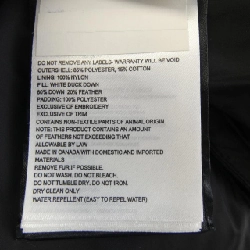 DO NOT REMOVE ANY LABELS. WARRANTY WILL BE VOID
OUTERSHELL: 85% POLYESTER, 15% COTTON
LINING: 100% NYLON
FILL: WHITE DUCK DOWN
80% DOWN 20% FEATHER
PADDING: 100% POLYESTER
EXCLUSIVE OF EMBROIDERY
EXCLUSIVE OF TRIM
CONTAINS NON-TEXTILE PARTS OF ANIMAL ORIGIN
NOTE: THIS PRODUCT CONTAINS AN AMOUNT
OF FEATHERS NOT EXCEEDING THAT
ALLOWABLE BY LAW
MADE IN CANADA WITH DOMESTIC AND IMPORTED
MATERIALS
REMOVE FUR IF POSSIBLE.
DO NOT WASH. DO NOT BLEACH.
DO NOT TUMBLE DRY. DO NOT IRON.
DRY CLEAN ONLY.
WATER REPELLENT (EASY TO REPEL WATER)